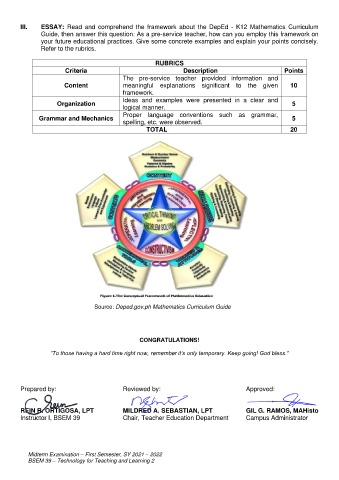 III. ESSAY: Read and comprehend the framework about the DepEd - K12 Mathematics Curriculum
Guide, then answer this question: As a pre-service teacher, how can you employ this framework on
your future educational practices. Give some concrete examples and explain your points concisely.
Refer to the rubrics.
RUBRICS
Criteria Description Points
Content The pre-service teacher provided information and meaningful explanations significant to the given framework. 10
Organization Ideas and examples were presented in a clear and logical manner. 5
Grammar and Mechanics Proper language conventions such as grammar, spelling, etc. were observed. 5
TOTAL 20
CONTENT
CRITICAL THINKING
PROBLEM SOLVING
CONSTRUCTIVISM
Figure 1. The Conceptual Framework of Mathematics Education
Source: Deped.gov.ph Mathematics Curriculum Guide
CONGRATULATIONS!
"To those having a hard time right now, remember it's only temporary. Keep going! God bless."
Prepared by: Reviewed by: Approved:
REIN B. ORTIGOSA, LPT MILDRED A. SEBASTIAN, LPT GIL G. RAMOS, MAHisto
Instructor I, BSEM 39 Chair, Teacher Education Department Campus Administrator
Midterm Examination – First Semester, SY 2021 – 2022
BSEM 39 – Technology for Teaching and Learning 2